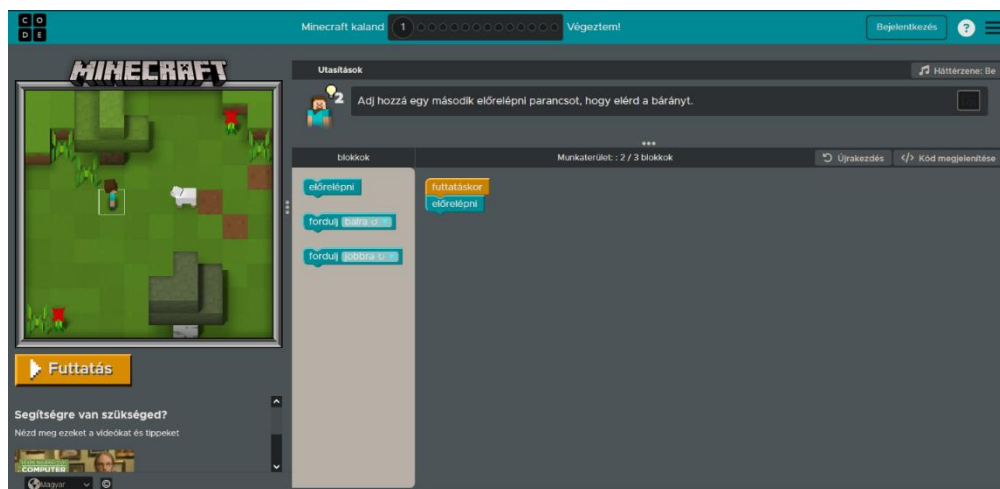 CODE
Minecraft kaland
1
Végeztem!
Bejelentkezés
?
MINECRAFT
Utasítások
Háttérzene: Be
2
Adj hozzá egy második előrelépni parancsot, hogy elérd a bárányt.
blokkok
Munkaterület: : 2 / 3 blokkok
Újrakezdés
</> Kód megjelenítése
előrelépni
fordulj balra ↺
fordulj jobbra ↻
futtatáskor
előrelépni
Futtatás
Segítségre van szükséged?
Nézd meg ezeket a videókat és tippeket
COMPUTER
Magyar
©